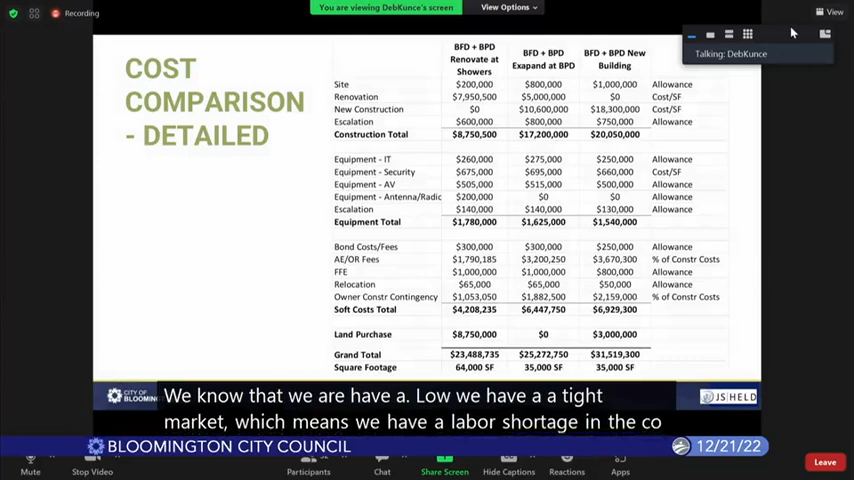 Recording
You are viewing DebKunce's screen
View Options
View
Talking: DebKunce
COST
COMPARISON
- DETAILED
BFD + BPD Renovate at Showers BFD + BPD Exapand at BPD BFD + BPD New Building
Site $200,000 $800,000 $1,000,000 Allowance
Renovation $7,950,500 $5,000,000 $0 Cost/SF
New Construction $0 $10,600,000 $18,300,000 Cost/SF
Escalation $600,000 $800,000 $750,000 Allowance
Construction Total $8,750,500 $17,200,000 $20,050,000
Equipment - IT $260,000 $275,000 $250,000 Allowance
Equipment - Security $675,000 $695,000 $660,000 Cost/SF
Equipment - AV $505,000 $515,000 $500,000 Allowance
Equipment - Antenna/Radio $200,000 $0 $0 Allowance
Escalation $140,000 $140,000 $130,000 Allowance
Equipment Total $1,780,000 $1,625,000 $1,540,000
Bond Costs/Fees $300,000 $300,000 $250,000 Allowance
AE/OR Fees $1,790,185 $3,200,250 $3,670,300 % of Constr Costs
FFE $1,000,000 $1,000,000 $800,000 Allowance
Relocation $65,000 $65,000 $50,000 Allowance
Owner Constr Contingency $1,053,050 $1,882,500 $2,159,000 % of Constr Costs
Soft Costs Total $4,208,235 $6,447,750 $6,929,300
Land Purchase $8,750,000 $0 $3,000,000
Grand Total $23,488,735 $25,272,750 $31,519,300
Square Footage 64,000 SF 35,000 SF 35,000 SF
CITY OF
BLOOMIN
We know that we are have a. Low we have a a tight
market, which means we have a labor shortage in the co
JS HELD
BLOOMINGTON CITY COUNCIL
12/21/22
Mute
Stop Video
Participants
Chat
Share Screen
Hide Captions
Reactions
Apps
Leave